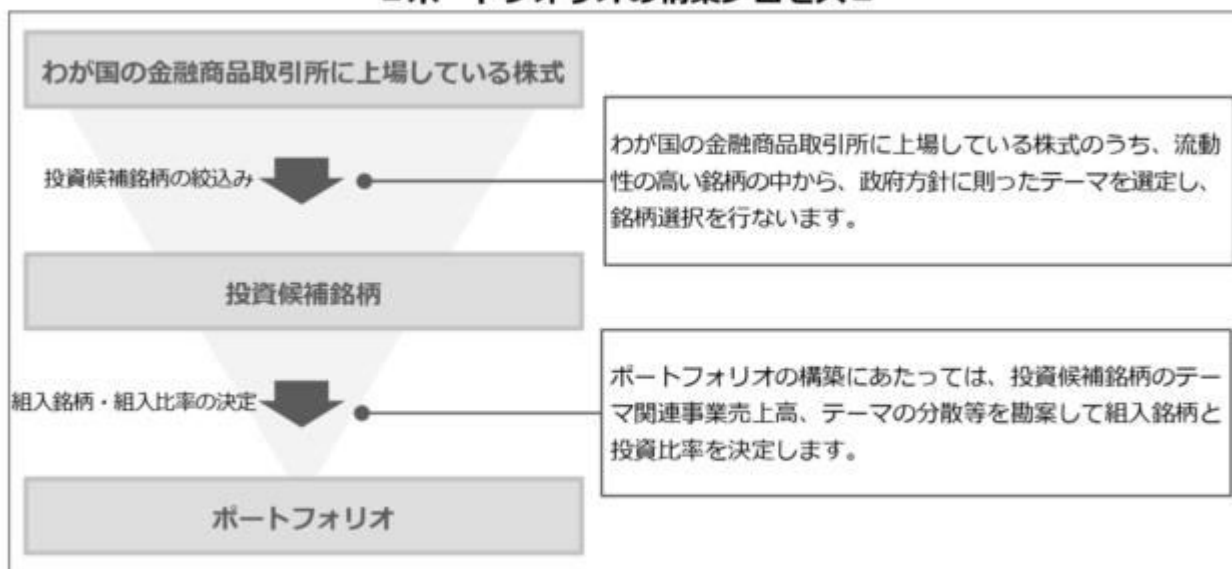 わが国の金融商品取引所に上場している株式
投資候補銘柄の絞込み
わが国の金融商品取引所に上場している株式のうち、流動
性の高い銘柄の中から、政府方針に則ったテーマを選定し、
銘柄選択を行ないます。
投資候補銘柄
組入銘柄・組入比率の決定
ポートフォリオの構築にあたっては、投資候補銘柄のテー
マ関連事業売上高、テーマの分散等を勘案して組入銘柄と
投資比率を決定します。
ポートフォリオ